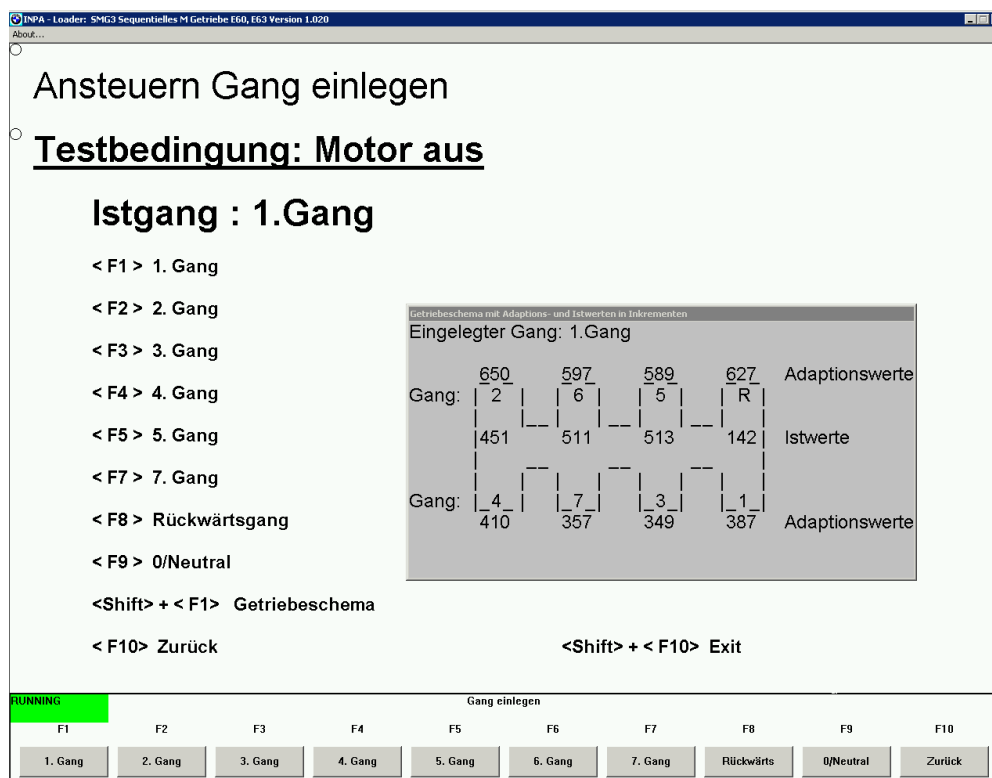 INPA - Loader: SMG3 Sequentielles M Getriebe E60, E63 Version 1.020
About...
Ansteuern Gang einlegen
Testbedingung: Motor aus
Istgang : 1.Gang
< F1 > 1. Gang
< F2 > 2. Gang
< F3 > 3. Gang
< F4 > 4. Gang
< F5 > 5. Gang
< F7 > 7. Gang
< F8 > Rückwärtsgang
< F9 > 0/Neutral
<Shift> + < F1> Getriebeschema
< F10> Zurück
<Shift> + < F10> Exit
Getriebeschema mit Adaptions- und Istwerten in Inkrementen
Eingelegter Gang: 1.Gang
650 597 589 627 Adaptionswerte
Gang: | 2 | | 6 | | 5 | | R |
451 511 513 142 Istwerte
Gang: |_4_| |_7_| |_3_| |_1_|
410 357 349 387 Adaptionswerte
RUNNING
Gang einlegen
F1 F2 F3 F4 F5 F6 F7 F8 F9 F10
1. Gang 2. Gang 3. Gang 4. Gang 5. Gang 6. Gang 7. Gang Rückwärts 0/Neutral Zurück